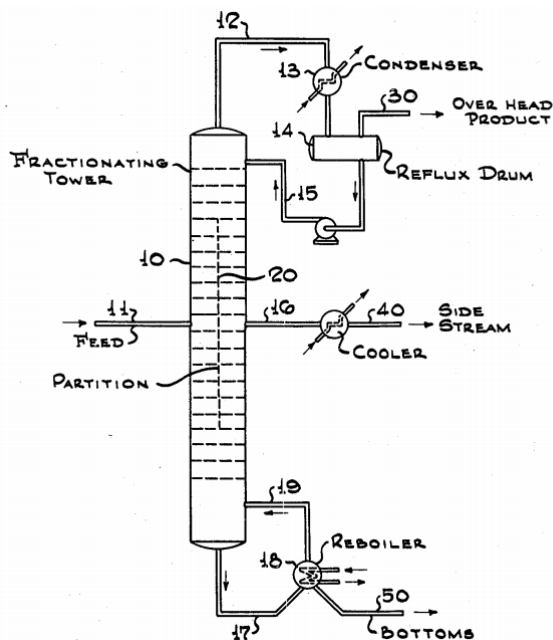 12
13
CONDENSER
30
OVER HEAD
PRODUCT
14
FRACTIONATING
TOWER
REFLUX DRUM
15
10
20
11
FEED
16
40
SIDE
STREAM
COOLER
PARTITION
19
REBOILER
18
50
17
BOTTOMS